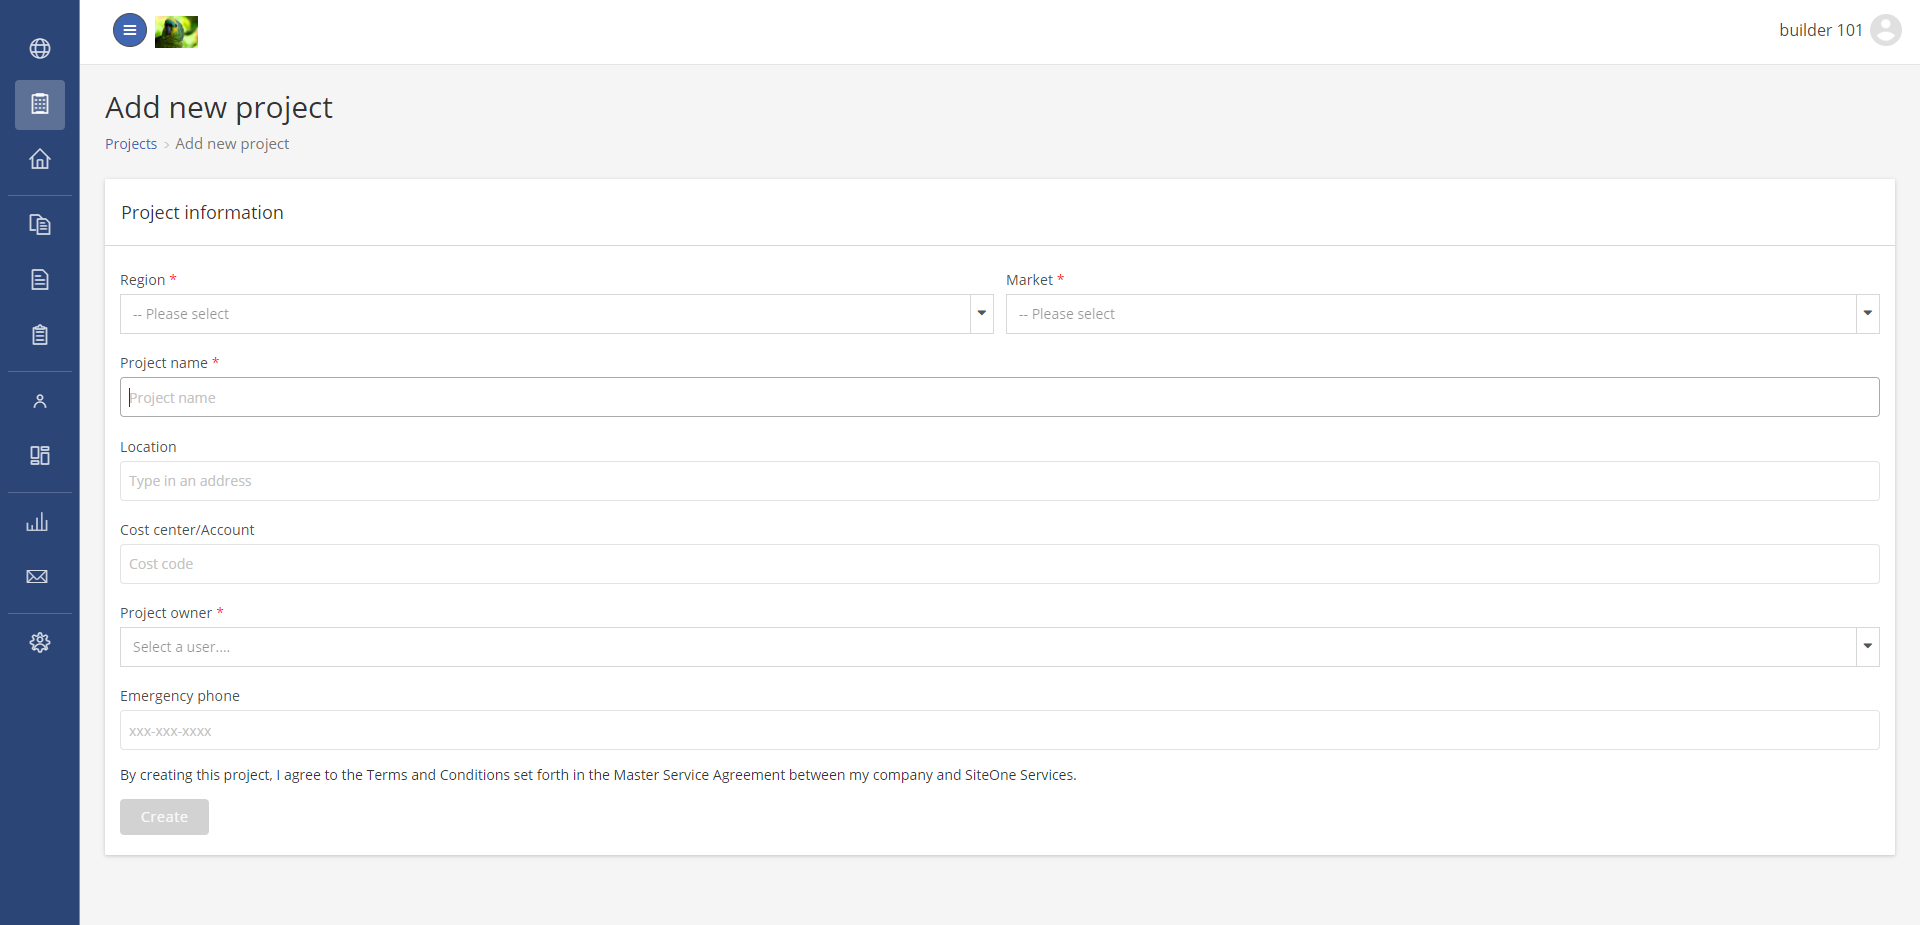 builder 101
Add new project
Projects › Add new project
Project information
Region *
Market *
-- Please select
-- Please select
Project name *
Project name
Location
Type in an address
Cost center/Account
Cost code
Project owner *
Select a user....
Emergency phone
xxx-xxx-xxxx
By creating this project, I agree to the Terms and Conditions set forth in the Master Service Agreement between my company and SiteOne Services.
Create